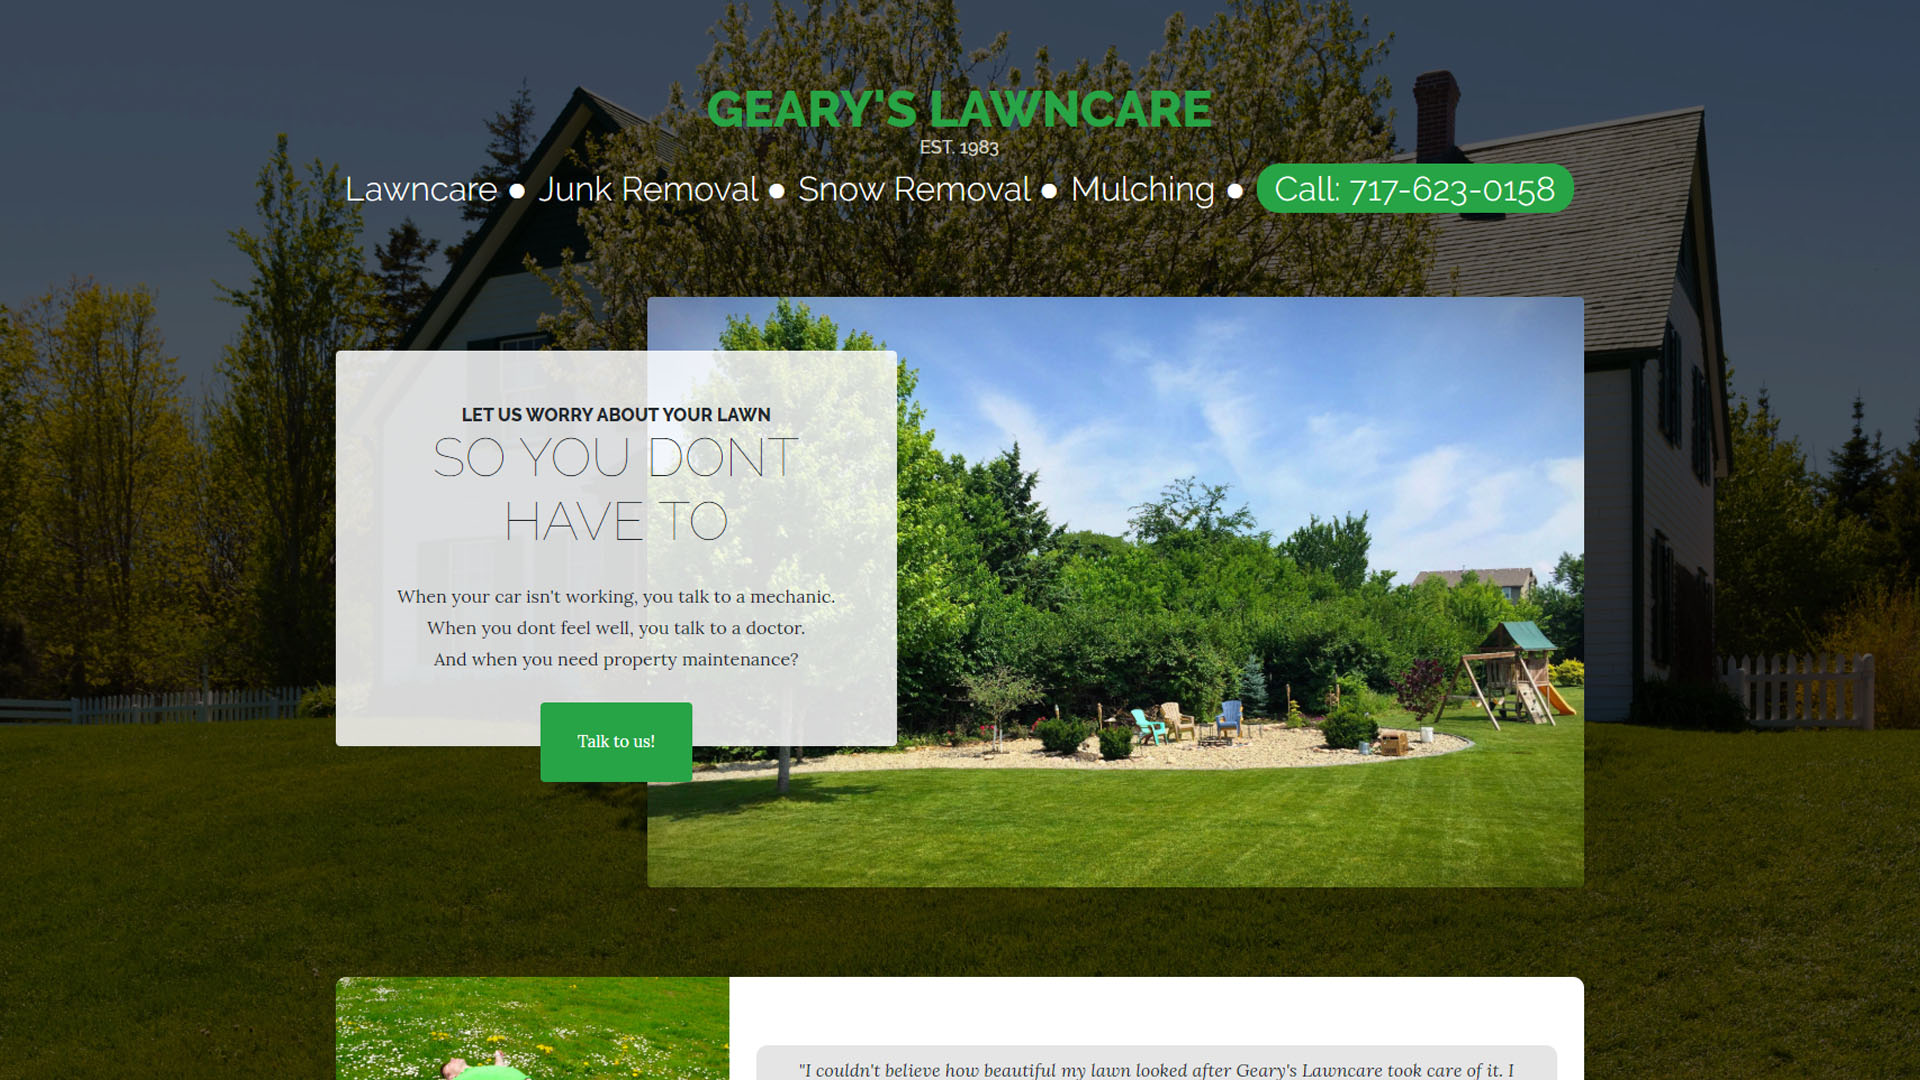 GEARY'S LAWNCARE
EST. 1983
Lawncare ● Junk Removal ● Snow Removal ● Mulching ● Call: 717-623-0158
LET US WORRY ABOUT YOUR LAWN
SO YOU DONT
HAVE TO
When your car isn't working, you talk to a mechanic.
When you dont feel well, you talk to a doctor.
And when you need property maintenance?
Talk to us!
"I couldn't believe how beautiful my lawn looked after Geary's Lawncare took care of it. I